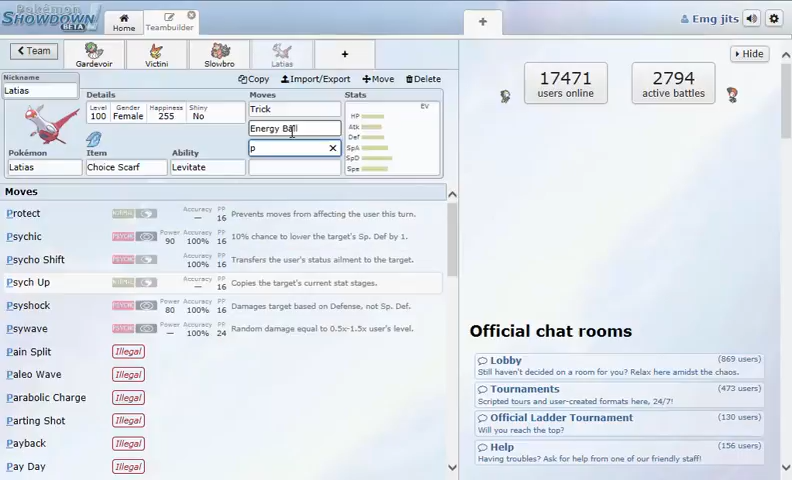 Pokémon
SHOWDOWN
BETA
Home
Teambuilder
+
Emg jits
< Team
Gardevoir
Victini
Slowbro
Latias
+
Hide
Nickname
Latias
Copy
Import/Export
Move
Delete
Details
Moves
Stats
Level
100
Gender
Female
Happiness
255
Shiny
No
Trick
Energy Ball
p
EV
HP
Atk
Def
SpA
SpD
Spe
Pokémon
Latias
Item
Choice Scarf
Ability
Levitate
17471
users online
2794
active battles
Moves
Protect NORMAL Accuracy — PP 16 Prevents moves from affecting the user this turn.
Psychic PSYCHC Power 90 Accuracy 100% PP 16 10% chance to lower the target's Sp. Def by 1.
Psycho Shift PSYCHC Accuracy 100% PP 16 Transfers the user's status ailment to the target.
Psych Up NORMAL Accuracy — PP 16 Copies the target's current stat stages.
Psyshock PSYCHC Power 80 Accuracy 100% PP 16 Damages target based on Defense, not Sp. Def.
Psywave PSYCHC Power — Accuracy 100% PP 24 Random damage equal to 0.5x-1.5x user's level.
Pain Split Illegal
Paleo Wave Illegal
Parabolic Charge Illegal
Parting Shot Illegal
Payback Illegal
Pay Day Illegal
Official chat rooms
Lobby (869 users)
Still haven't decided on a room for you? Relax here amidst the chaos.
Tournaments (473 users)
Scripted tours and user-created formats here, 24/7!
Official Ladder Tournament (130 users)
Will you reach the top?
Help (156 users)
Having troubles? Ask for help from one of our friendly staff!